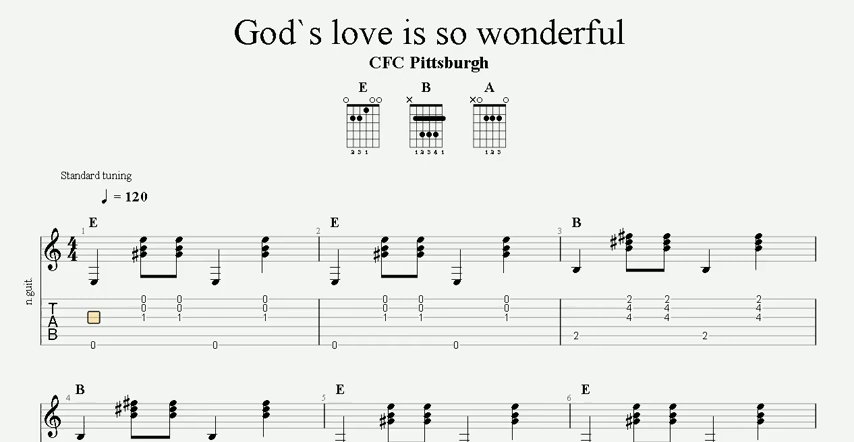 God`s love is so wonderful
CFC Pittsburgh
E B A
2 3 1 1 2 3 4 1 1 2 3
Standard tuning
♩ = 120
E E B
1 2 3
4 4
n.guit.
T A B
0 0 0 0 0 0 2 2 2
0 0 0 0 0 0 4 4 4
1 1 1 1 1 1 4 4 4
2 2
0 0 0 0
B E E
4 5 6